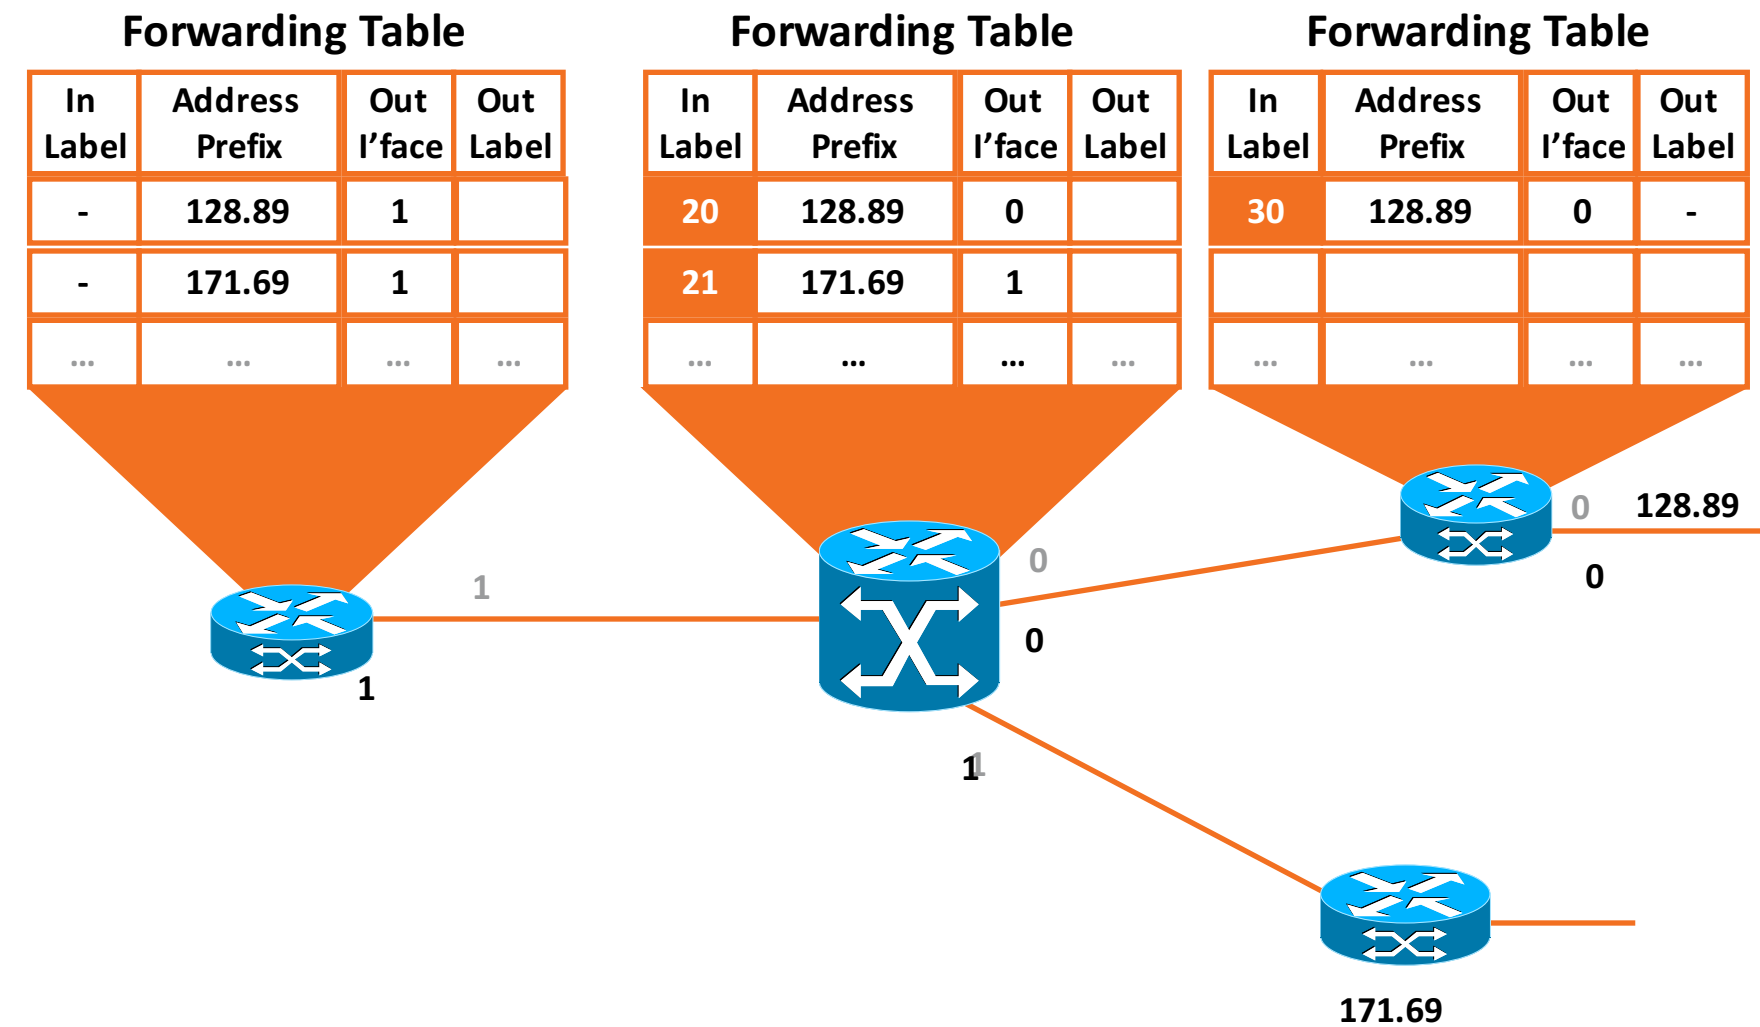 Forwarding Table Forwarding Table Forwarding Table
In Address Out Out In Address Out Out In Address Out Out
Label Prefix I’face Label Label Prefix I’face Label Label Prefix I’face Label
- 128.89 1 20 128.89 0 30 128.89 0 -
- 171.69 1 21 171.69 1
... ... ... ... ... ... ... ... ... ... ... ...
0 128.89
0
1
0
0
1
1
1
171.69